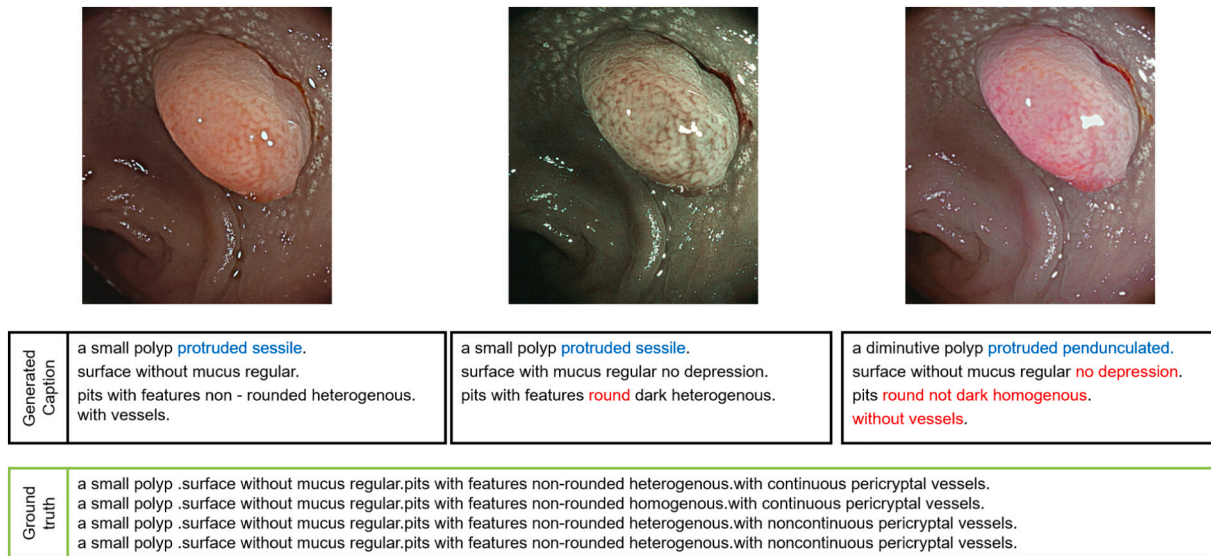 Generated Caption
a small polyp protruded sessile.
surface without mucus regular.
pits with features non - rounded heterogenous.
with vessels.
a small polyp protruded sessile.
surface with mucus regular no depression.
pits with features round dark heterogenous.
a diminutive polyp protruded pendunculated.
surface without mucus regular no depression.
pits round not dark homogenous.
without vessels.
Ground truth
a small polyp .surface without mucus regular.pits with features non-rounded heterogenous.with continuous pericryptal vessels.
a small polyp .surface without mucus regular.pits with features non-rounded homogenous.with continuous pericryptal vessels.
a small polyp .surface without mucus regular.pits with features non-rounded heterogenous.with noncontinuous pericryptal vessels.
a small polyp .surface without mucus regular.pits with features non-rounded heterogenous.with noncontinuous pericryptal vessels.